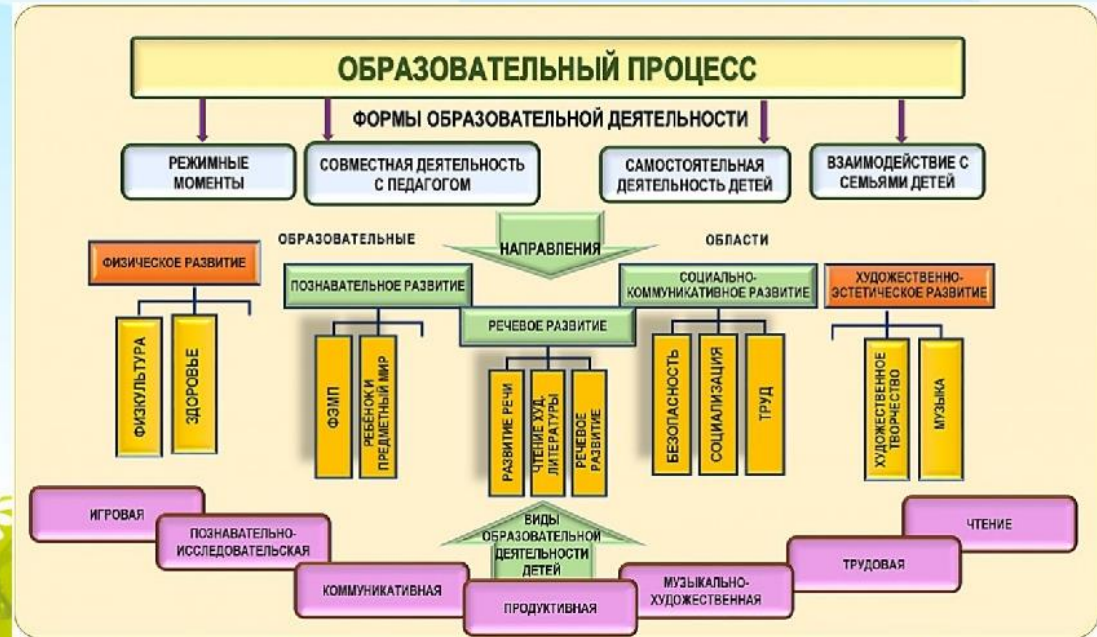 ОБРАЗОВАТЕЛЬНЫЙ ПРОЦЕСС
ФОРМЫ ОБРАЗОВАТЕЛЬНОЙ ДЕЯТЕЛЬНОСТИ
РЕЖИМНЫЕ
МОМЕНТЫ
СОВМЕСТНАЯ ДЕЯТЕЛЬНОСТЬ
С ПЕДАГОГОМ
САМОСТОЯТЕЛЬНАЯ
ДЕЯТЕЛЬНОСТЬ ДЕТЕЙ
ВЗАИМОДЕЙСТВИЕ С
СЕМЬЯМИ ДЕТЕЙ
ОБРАЗОВАТЕЛЬНЫЕ
НАПРАВЛЕНИЯ
ОБЛАСТИ
ФИЗИЧЕСКОЕ РАЗВИТИЕ
ФИЗКУЛЬТУРА
ЗДОРОВЬЕ
ПОЗНАВАТЕЛЬНОЕ РАЗВИТИЕ
ФЭМП
РЕБЁНОК И
ПРЕДМЕТНЫЙ МИР
РЕЧЕВОЕ РАЗВИТИЕ
РАЗВИТИЕ РЕЧИ
ЧТЕНИЕ ХУД.
ЛИТЕРАТУРЫ
РЕЧЕВОЕ
РАЗВИТИЕ
СОЦИАЛЬНО-
КОММУНИКАТИВНОЕ РАЗВИТИЕ
БЕЗОПАСНОСТЬ
СОЦИАЛИЗАЦИЯ
ТРУД
ХУДОЖЕСТВЕННО-
ЭСТЕТИЧЕСКОЕ РАЗВИТИЕ
ХУДОЖЕСТВЕННОЕ
ТВОРЧЕСТВО
МУЗЫКА
ВИДЫ
ОБРАЗОВАТЕЛЬНОЙ
ДЕЯТЕЛЬНОСТИ
ДЕТЕЙ
ИГРОВАЯ
ПОЗНАВАТЕЛЬНО-
ИССЛЕДОВАТЕЛЬСКАЯ
КОММУНИКАТИВНАЯ
ПРОДУКТИВНАЯ
МУЗЫКАЛЬНО-
ХУДОЖЕСТВЕННАЯ
ТРУДОВАЯ
ЧТЕНИЕ